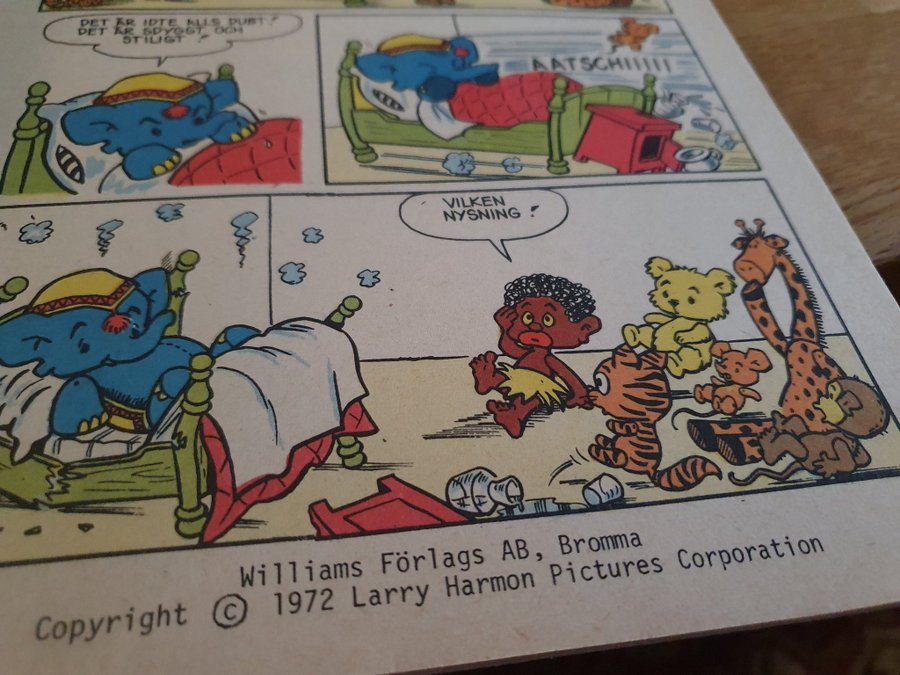 DET ÄR IDTE ALLS DUBT!
DET ÄR SDYGGT OCH
STILIGT!
AATSCHIIIII
VILKEN
NYSNING!
Williams Förlags AB, Bromma
Copyright © 1972 Larry Harmon Pictures Corporation